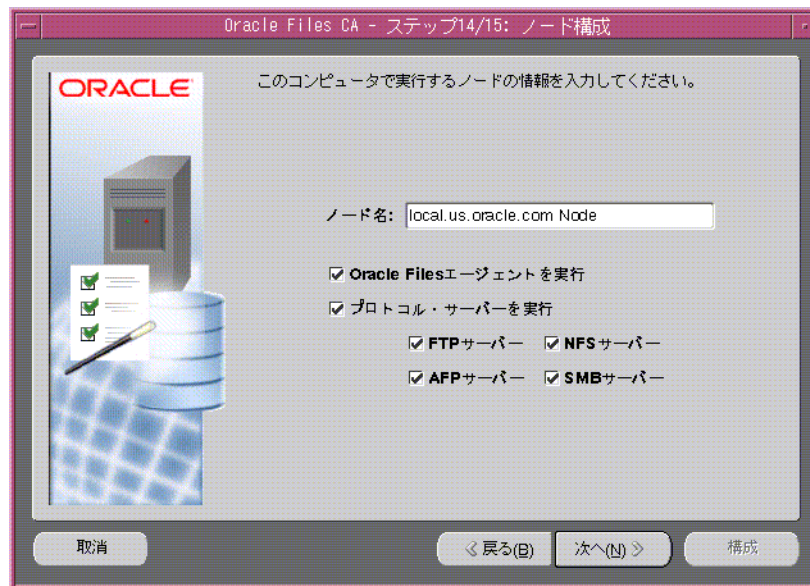 Oracle Files CA - ステップ14/15: ノード構成
ORACLE
このコンピュータで実行するノードの情報を入力してください。
ノード名: local.us.oracle.com Node
Oracle Filesエージェントを実行
プロトコル・サーバーを実行
FTPサーバー NFSサーバー
AFPサーバー SMBサーバー
取消 戻る(B) 次へ(N) 構成